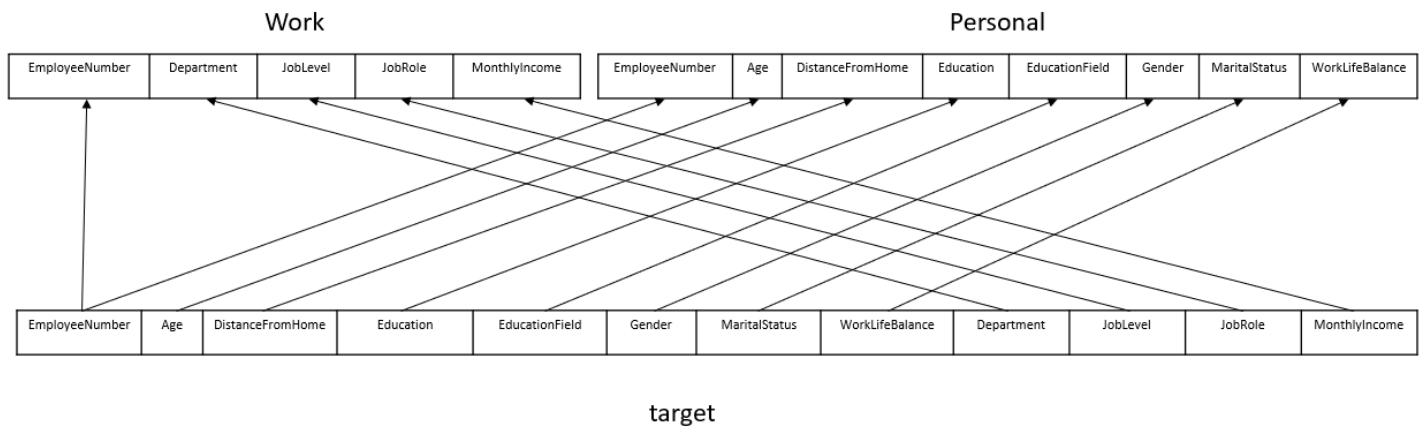 Work Personal
EmployeeNumber Department JobLevel JobRole MonthlyIncome EmployeeNumber Age DistanceFromHome Education EducationField Gender MaritalStatus WorkLifeBalance
EmployeeNumber Age DistanceFromHome Education EducationField Gender MaritalStatus WorkLifeBalance Department JobLevel JobRole MonthlyIncome
target